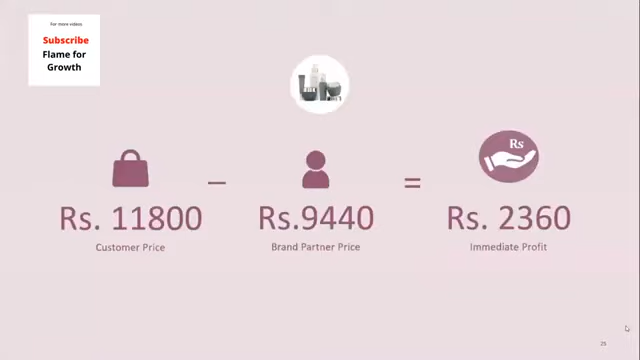 For more videos
Subscribe
Flame for
Growth
Rs
–
=
Rs. 11800
Rs.9440
Rs. 2360
Customer Price
Brand Partner Price
Immediate Profit
25